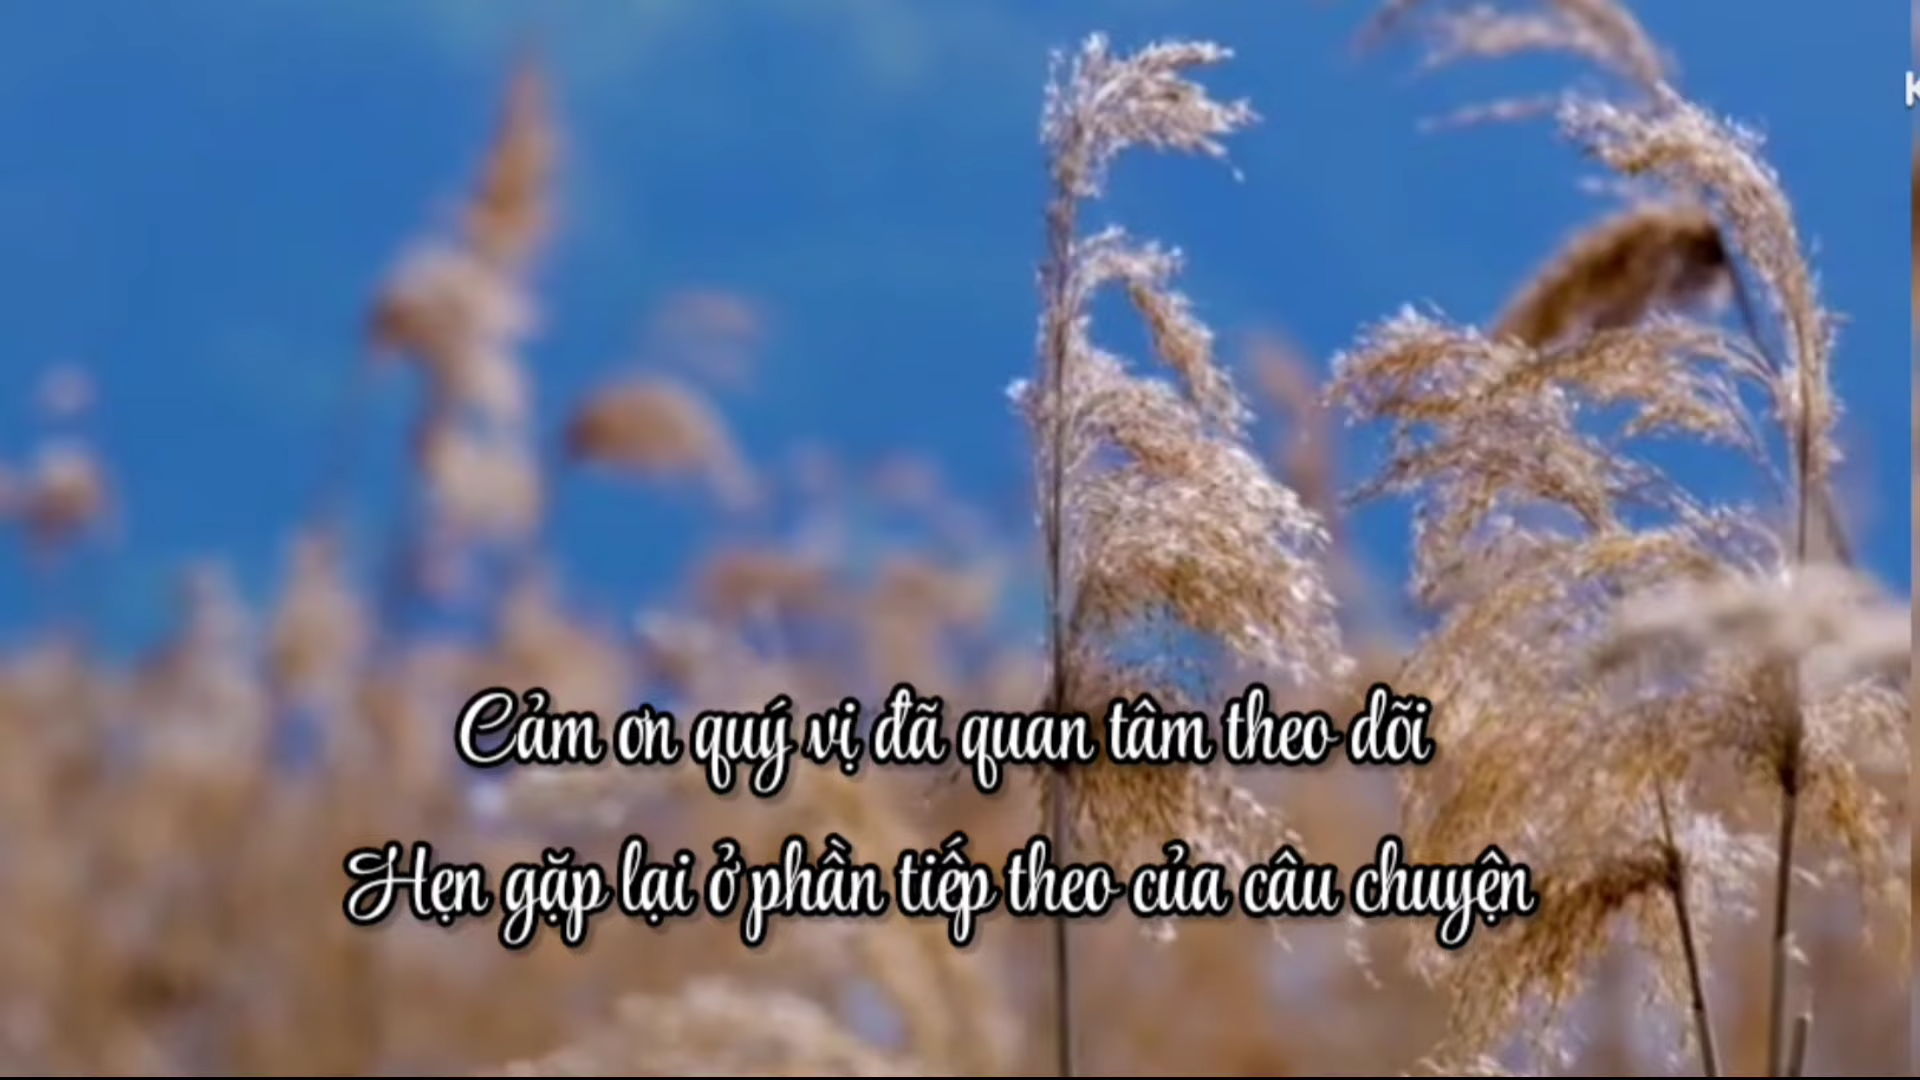 Cảm ơn quý vị đã quan tâm theo dõi
Hẹn gặp lại ở phần tiếp theo của câu chuyện